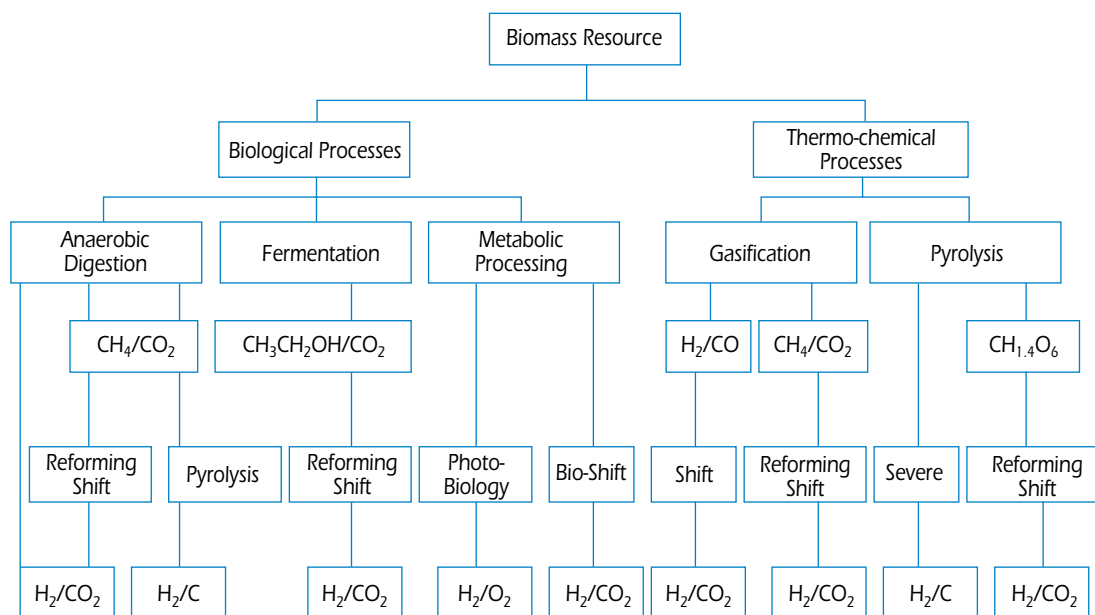 Biomass Resource
Biological Processes
Thermo-chemical
Processes
Anaerobic
Digestion
Fermentation
Metabolic
Processing
Gasification
Pyrolysis
CH₄/CO₂
CH₃CH₂OH/CO₂
H₂/CO
CH₄/CO₂
CH₁.₄O₆
Reforming
Shift
Pyrolysis
Reforming
Shift
Photo-
Biology
Bio-Shift
Shift
Reforming
Shift
Severe
Reforming
Shift
H₂/CO₂
H₂/C
H₂/CO₂
H₂/O₂
H₂/CO₂
H₂/CO₂
H₂/CO₂
H₂/C
H₂/CO₂